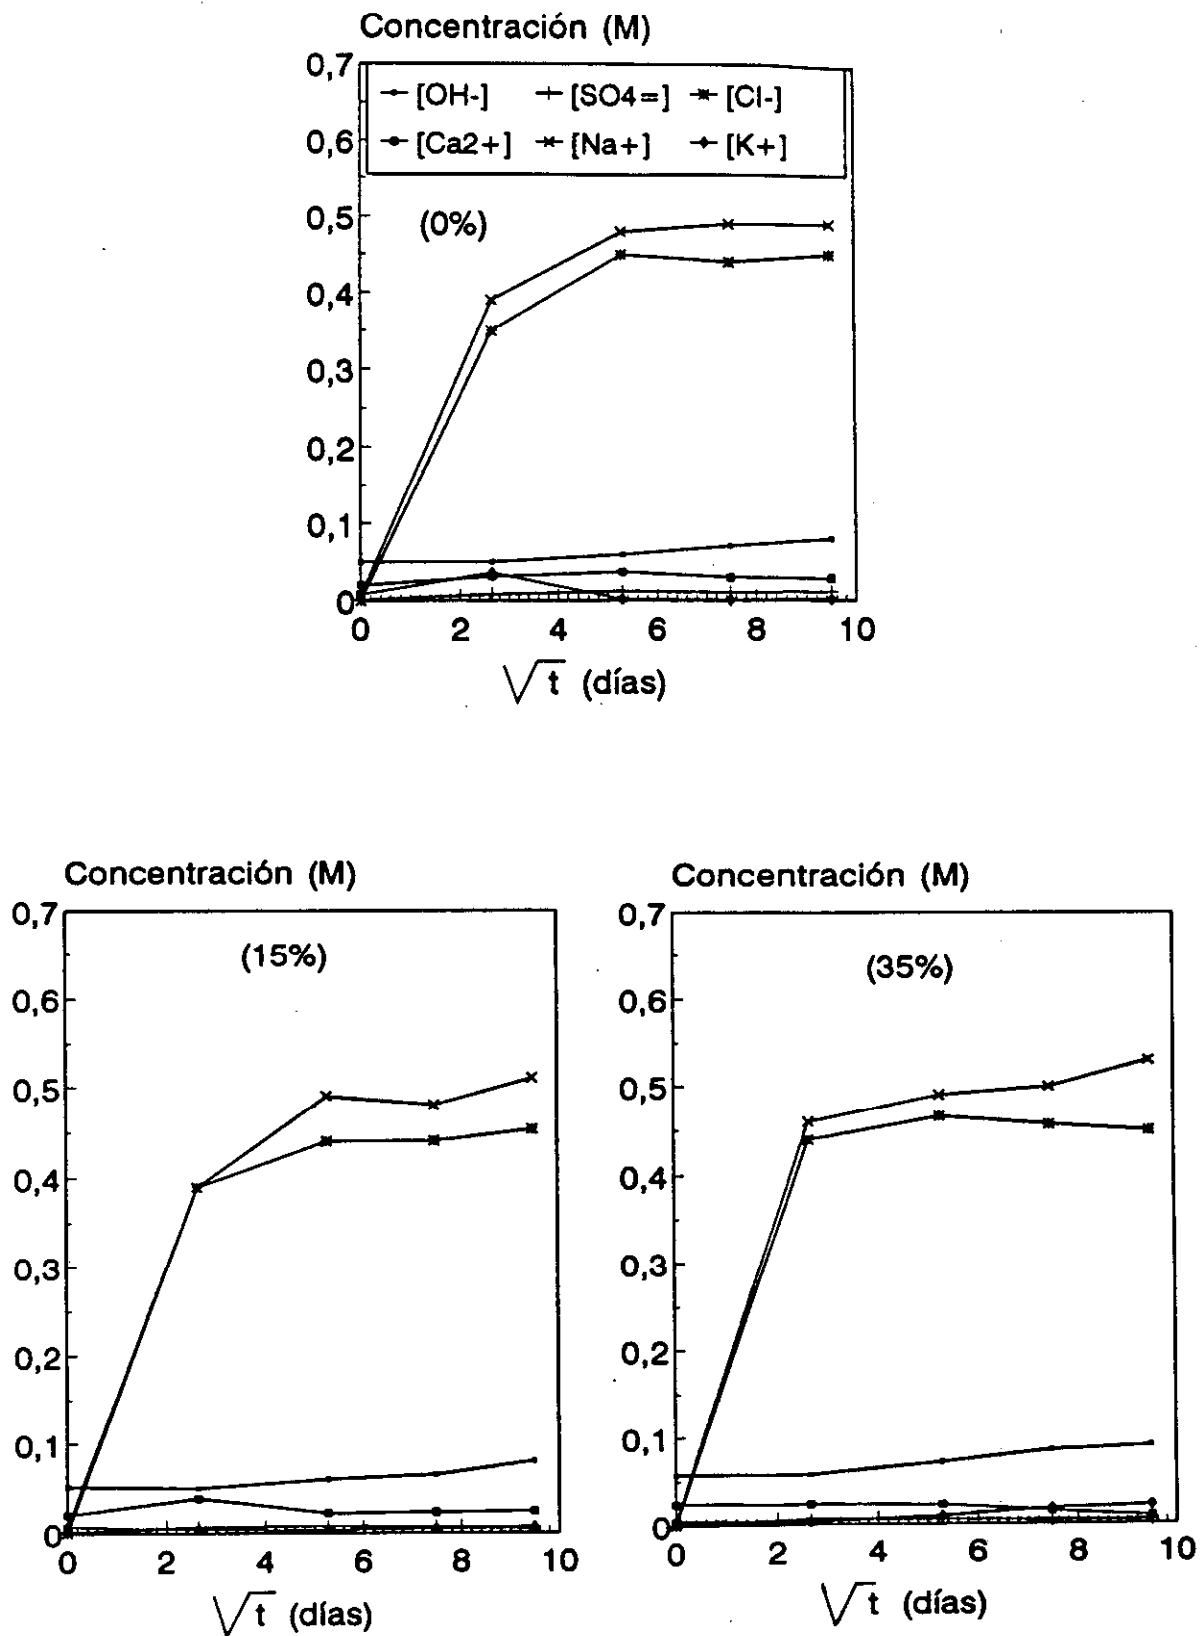 Concentración (M)
0,7
[OH-] [SO4=] [Cl-]
0,6
[Ca2+] [Na+] [K+]
0,5
(0%)
0,4
0,3
0,2
0,1
0
0 2 4 6 8 10
√t (días)
Concentración (M)
0,7
(15%)
0,6
0,5
0,4
0,3
0,2
0,1
0
0 2 4 6 8 10
√t (días)
Concentración (M)
0,7
(35%)
0,6
0,5
0,4
0,3
0,2
0,1
0
0 2 4 6 8 10
√t (días)